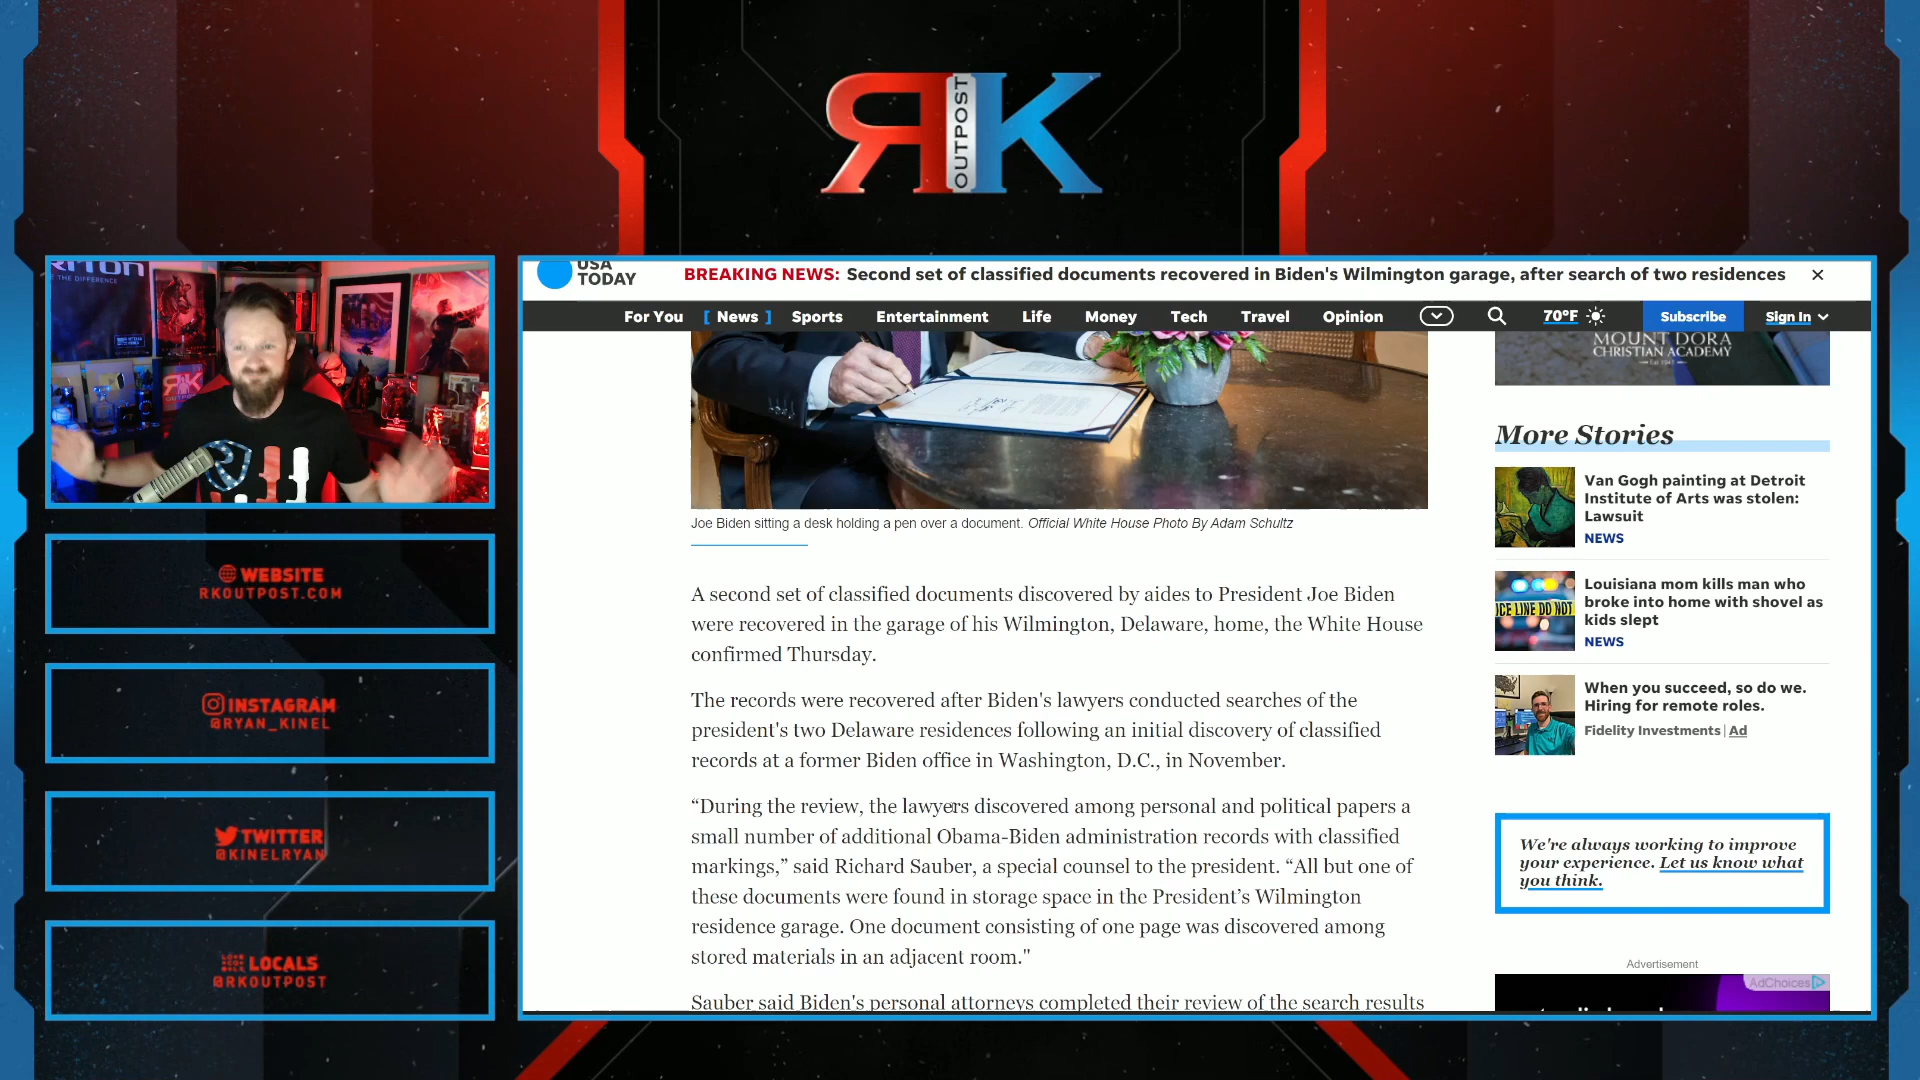 RK
OUTPOST
THE DIFFERENCE
RK
WEBSITE
RKOUTPOST.COM
INSTAGRAM
@RYAN_KINEL
TWITTER
@KINELRYAN
LOCALS
@RKOUTPOST
USA
TODAY
BREAKING NEWS: Second set of classified documents recovered in Biden's Wilmington garage, after search of two residences
For You [ News ] Sports Entertainment Life Money Tech Travel Opinion 70°F Subscribe Sign In
Joe Biden sitting a desk holding a pen over a document. Official White House Photo By Adam Schultz
A second set of classified documents discovered by aides to President Joe Biden
were recovered in the garage of his Wilmington, Delaware, home, the White House
confirmed Thursday.
The records were recovered after Biden's lawyers conducted searches of the
president's two Delaware residences following an initial discovery of classified
records at a former Biden office in Washington, D.C., in November.
“During the review, the lawyers discovered among personal and political papers a
small number of additional Obama-Biden administration records with classified
markings,” said Richard Sauber, a special counsel to the president. “All but one of
these documents were found in storage space in the President’s Wilmington
residence garage. One document consisting of one page was discovered among
stored materials in an adjacent room."
Sauber said Biden's personal attorneys completed their review of the search results
MOUNT DORA
CHRISTIAN ACADEMY
More Stories
Van Gogh painting at Detroit
Institute of Arts was stolen:
Lawsuit
NEWS
Louisiana mom kills man who
broke into home with shovel as
kids slept
NEWS
When you succeed, so do we.
Hiring for remote roles.
Fidelity Investments | Ad
We're always working to improve
your experience. Let us know what
you think.
Advertisement
AdChoices